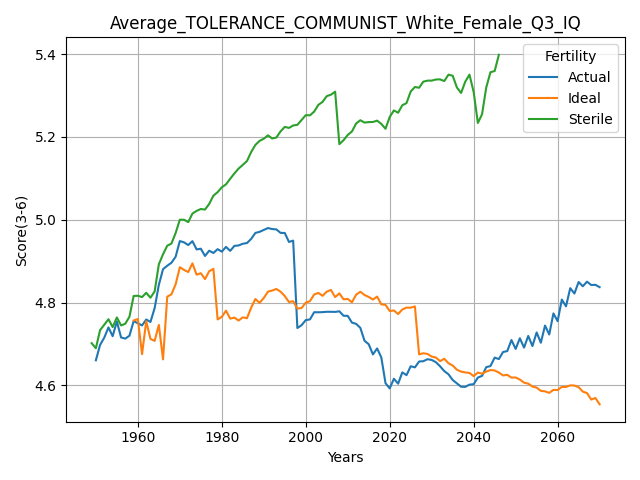 Average_TOLERANCE_COMMUNIST_White_Female_Q3_IQ
Score(3-6)
5.4
5.2
5.0
4.8
4.6
Fertility
Actual
Ideal
Sterile
1960
1980
2000
2020
2040
2060
Years